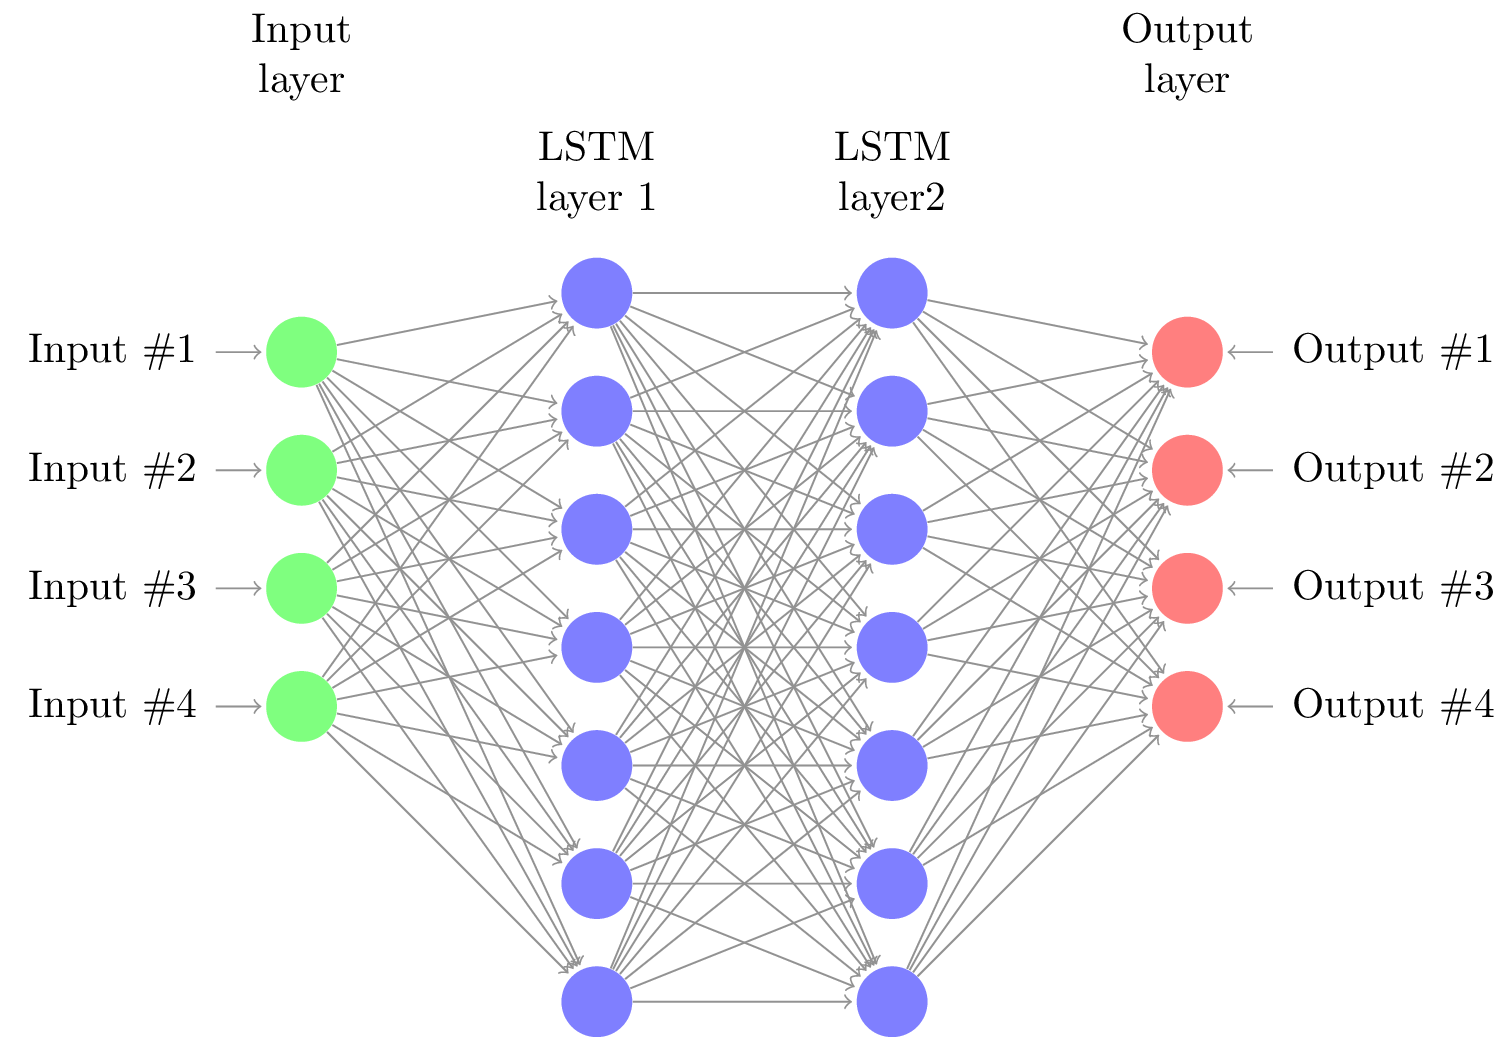 Input
layer
Output
layer
LSTM
layer 1
LSTM
layer2
Input #1
Output #1
Input #2
Output #2
Input #3
Output #3
Input #4
Output #4